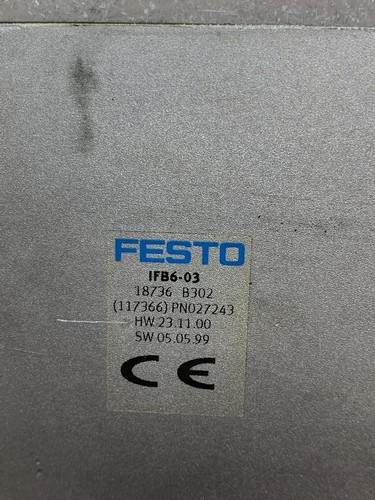 FESTO
IFB6-03
18736 B302
(117366) PN027243
HW 23.11.00
SW 05.05.99
CE